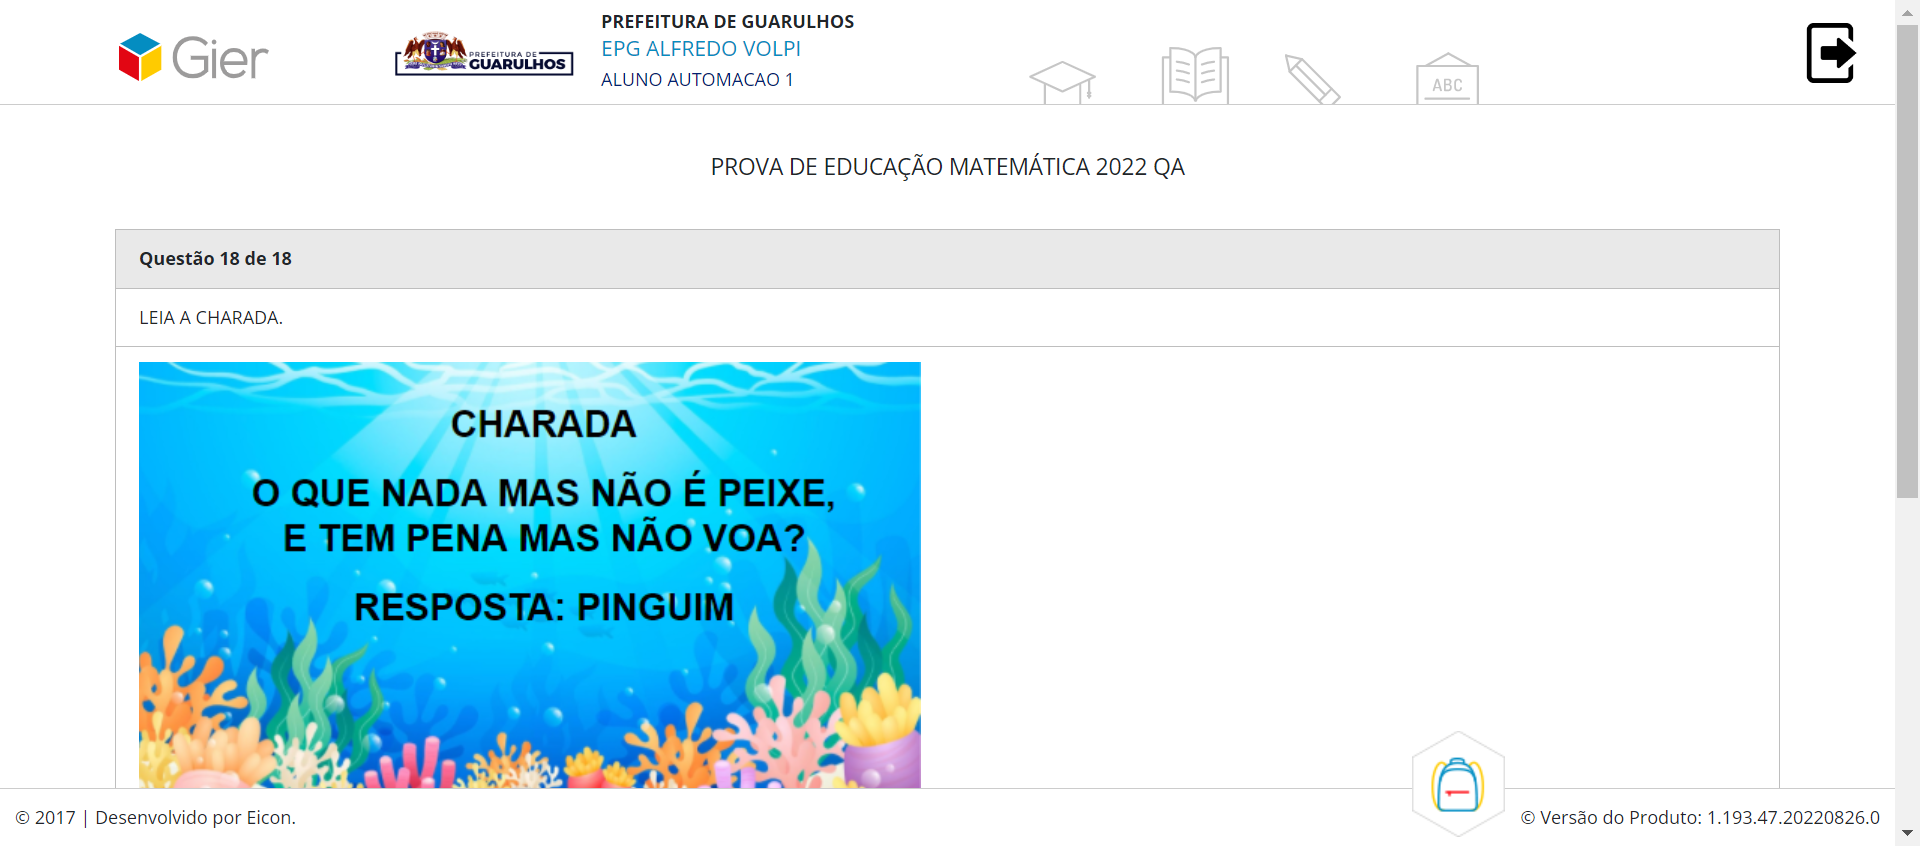 Gier
PREFEITURA DE
GUARULHOS
PREFEITURA DE GUARULHOS
EPG ALFREDO VOLPI
ALUNO AUTOMACAO 1
ABC
PROVA DE EDUCAÇÃO MATEMÁTICA 2022 QA
Questão 18 de 18
LEIA A CHARADA.
CHARADA
O QUE NADA MAS NÃO É PEIXE,
E TEM PENA MAS NÃO VOA?
RESPOSTA: PINGUIM
© 2017 | Desenvolvido por Eicon.
© Versão do Produto: 1.193.47.20220826.0